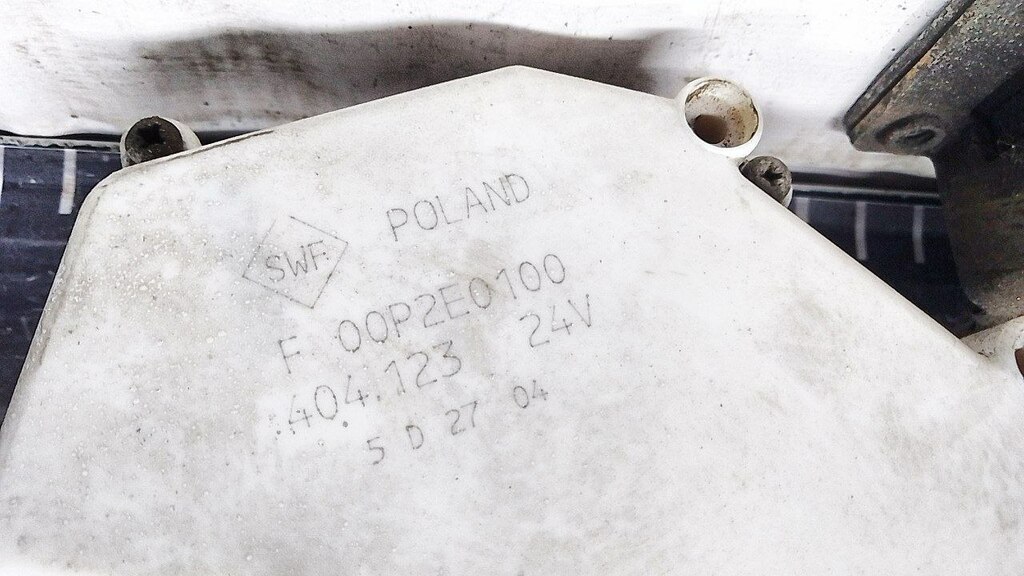 SWF. POLAND
F 00P2E0100
404.123 24V
5 D 27 04